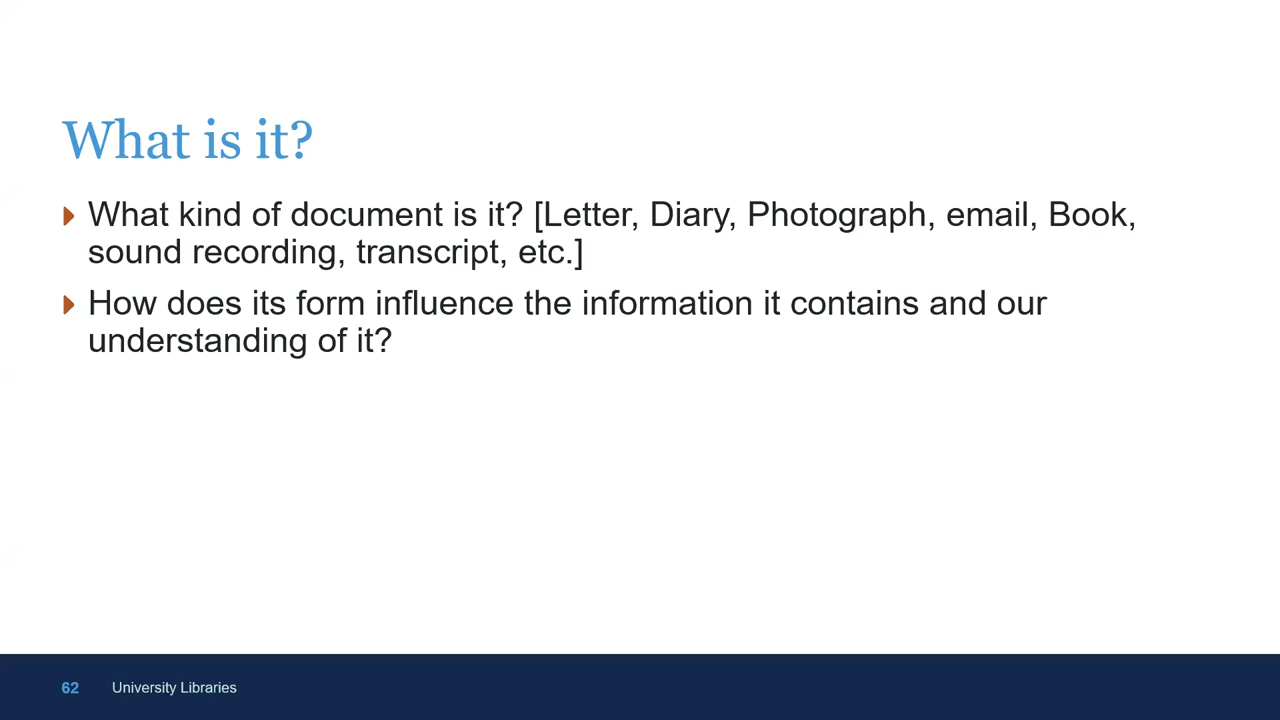 What is it?
What kind of document is it? [Letter, Diary, Photograph, email, Book,
sound recording, transcript, etc.]
How does its form influence the information it contains and our
understanding of it?
62 University Libraries